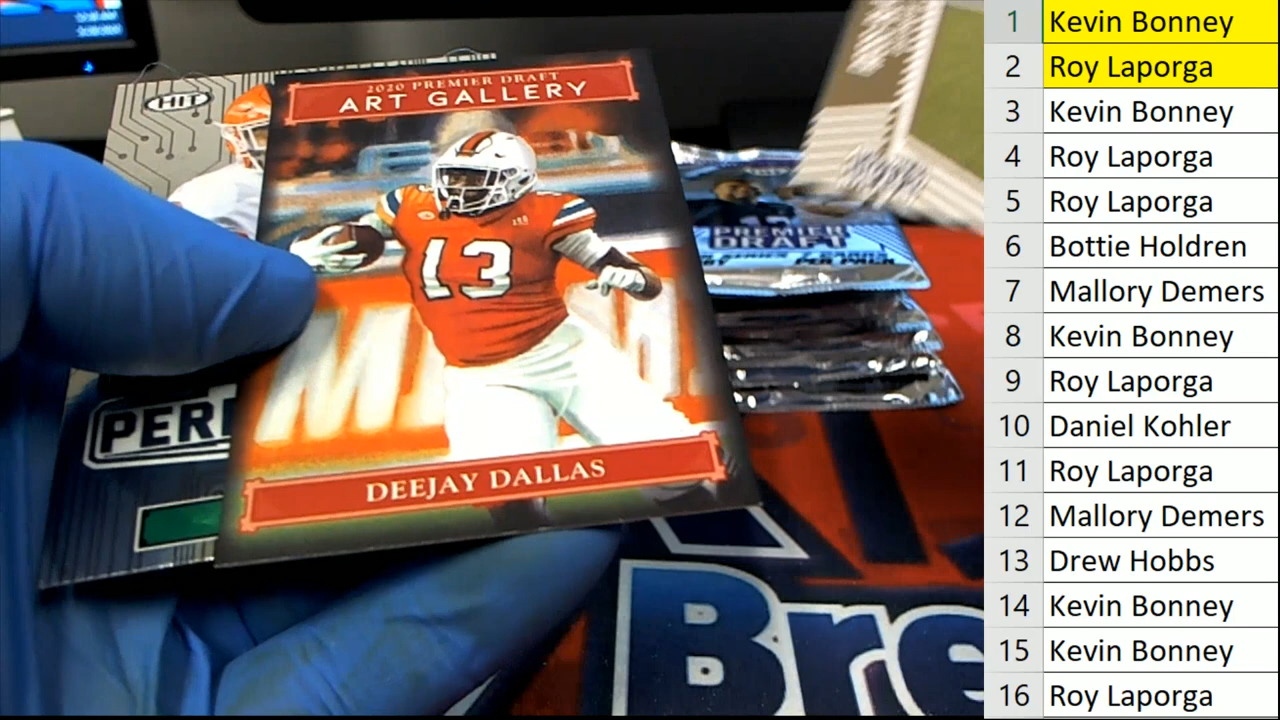 HIT
2020 PREMIER DRAFT
ART GALLERY
13
DEEJAY DALLAS
PREMIER
DRAFT
1 Kevin Bonney
2 Roy Laporga
3 Kevin Bonney
4 Roy Laporga
5 Roy Laporga
6 Bottie Holdren
7 Mallory Demers
8 Kevin Bonney
9 Roy Laporga
10 Daniel Kohler
11 Roy Laporga
12 Mallory Demers
13 Drew Hobbs
14 Kevin Bonney
15 Kevin Bonney
16 Roy Laporga